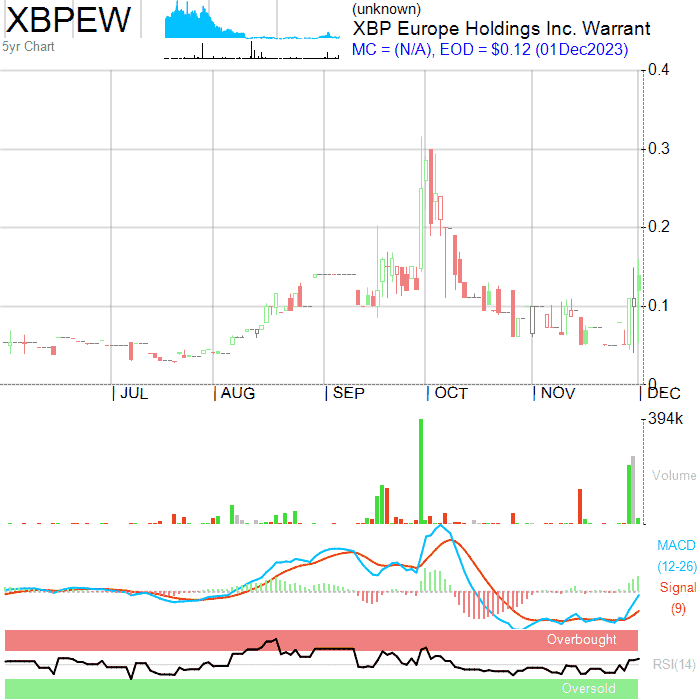 XBPEW
5yr Chart
(unknown)
XBP Europe Holdings Inc. Warrant
MC = (N/A), EOD = $0.12 (01Dec2023)
0.4
0.3
0.2
0.1
0
JUL AUG SEP OCT NOV DEC
394k
Volume
MACD
(12-26)
Signal
(9)
Overbought
RSI(14)
Oversold